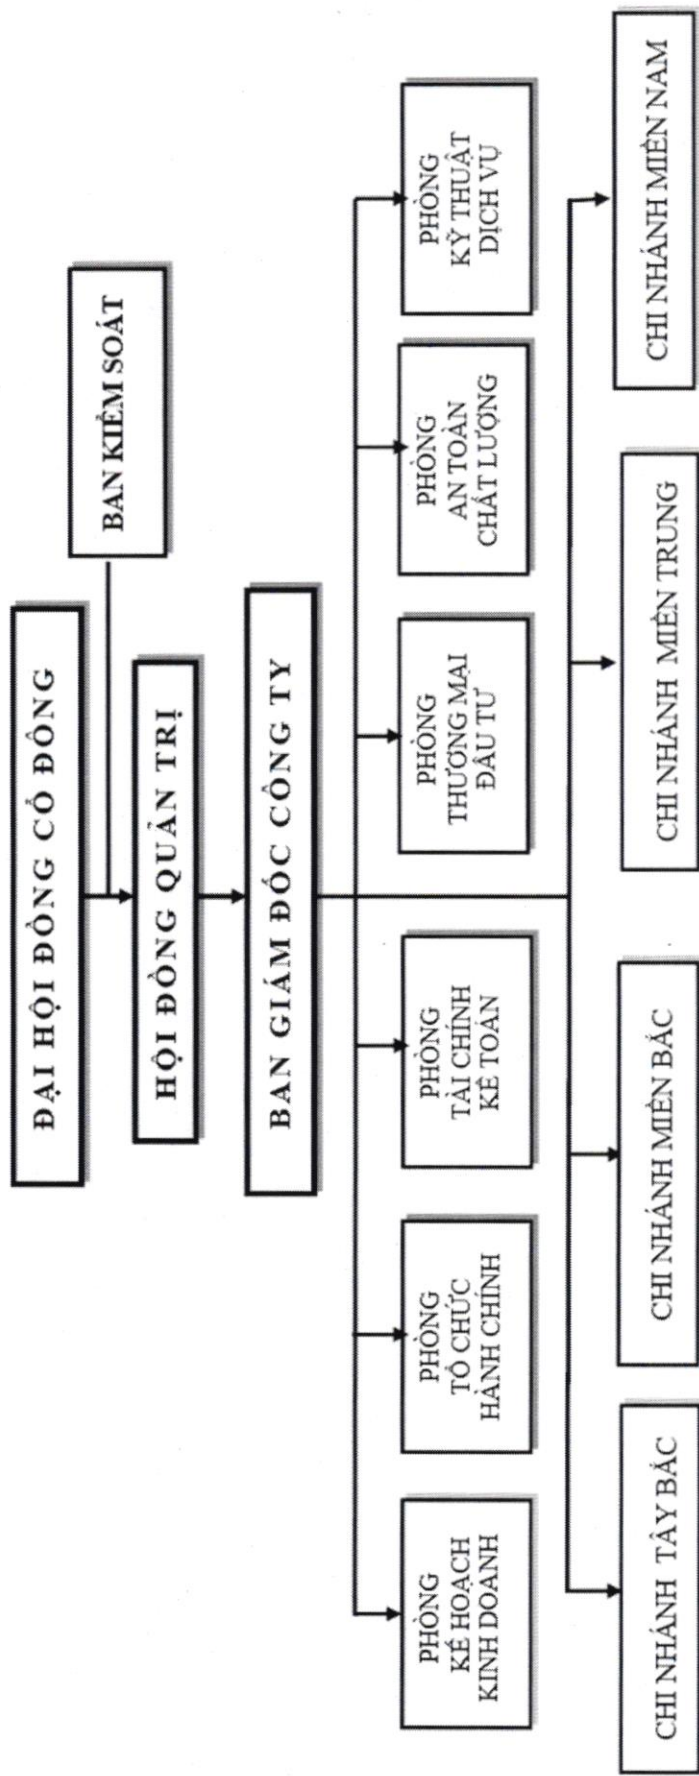 ĐẠI HỘI ĐỒNG CỔ ĐÔNG
BAN KIỂM SOÁT
HỘI ĐỒNG QUẢN TRỊ
BAN GIÁM ĐỐC CÔNG TY
PHÒNG
KẾ HOẠCH
KINH DOANH
PHÒNG
TỔ CHỨC
HÀNH CHÍNH
PHÒNG
TÀI CHÍNH
KẾ TOÁN
PHÒNG
THƯƠNG MẠI
ĐẦU TƯ
PHÒNG
AN TOÀN
CHẤT LƯỢNG
PHÒNG
KỸ THUẬT
DỊCH VỤ
CHI NHÁNH TÂY BẮC
CHI NHÁNH MIỀN BẮC
CHI NHÁNH MIỀN TRUNG
CHI NHÁNH MIỀN NAM